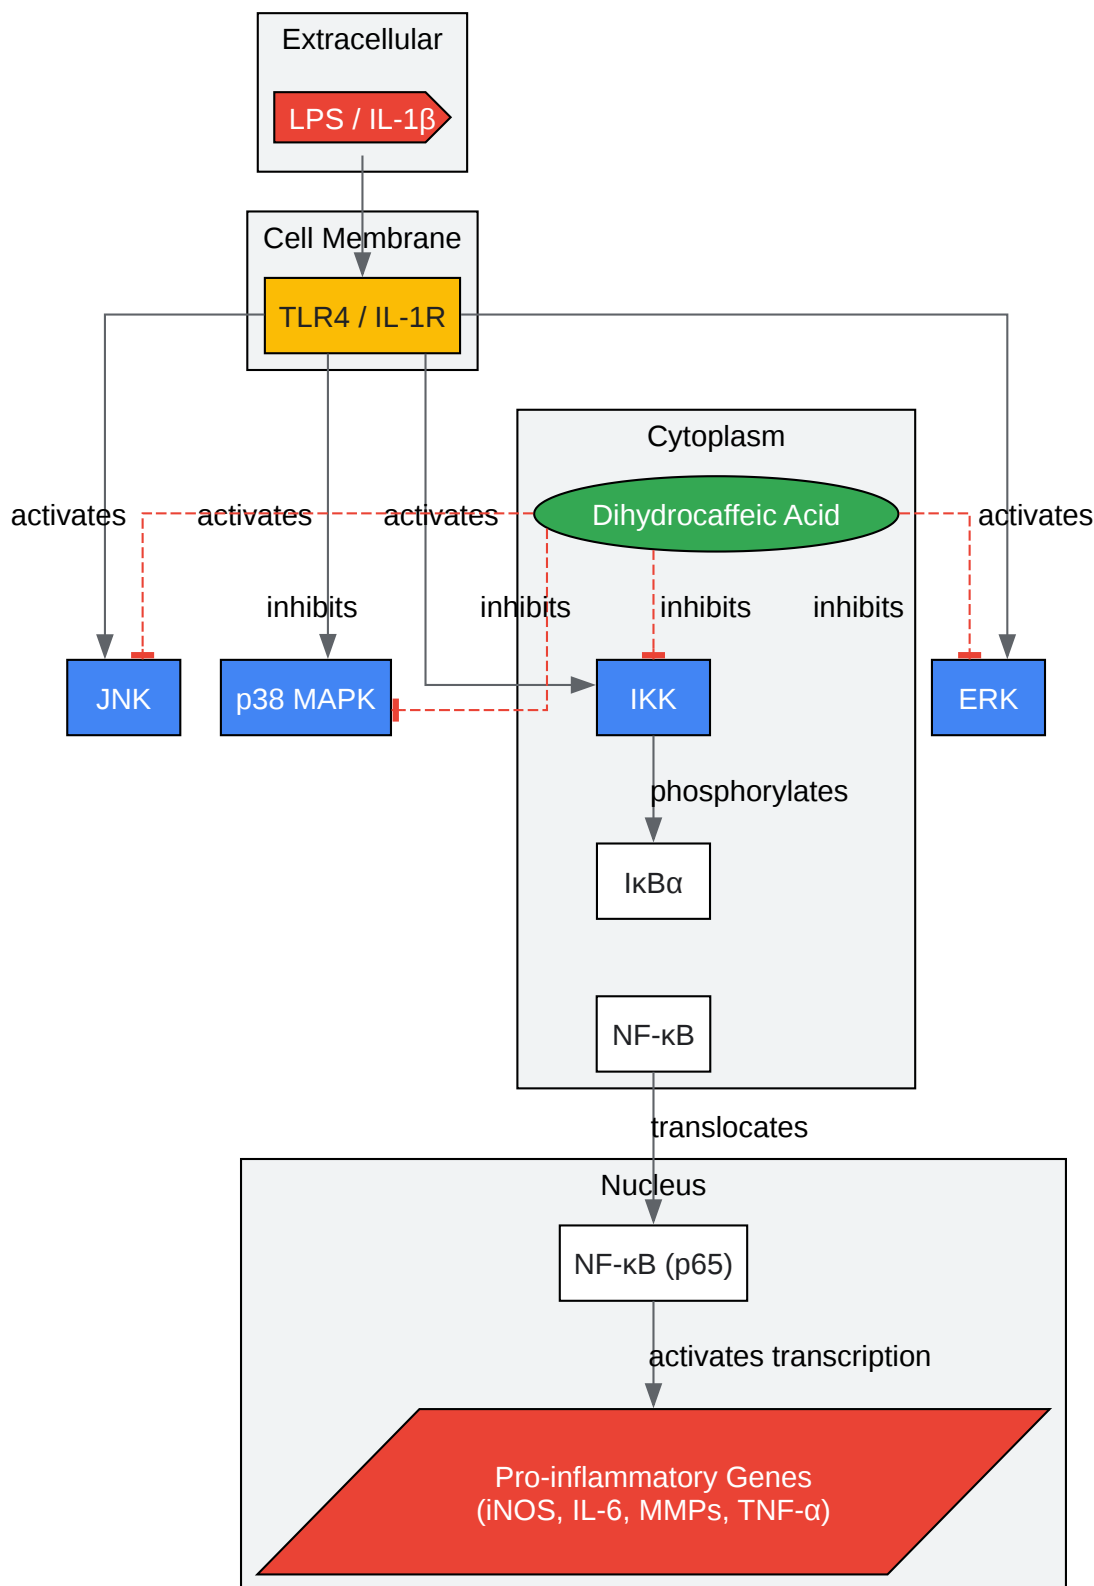 Extracellular
LPS / IL-1β
Cell Membrane
TLR4 / IL-1R
Cytoplasm
activates
activates
activates
Dihydrocaffeic Acid
activates
inhibits
inhibits
inhibits
inhibits
JNK
p38 MAPK
IKK
ERK
phosphorylates
IκBα
NF-κB
translocates
Nucleus
NF-κB (p65)
activates transcription
Pro-inflammatory Genes
(iNOS, IL-6, MMPs, TNF-α)